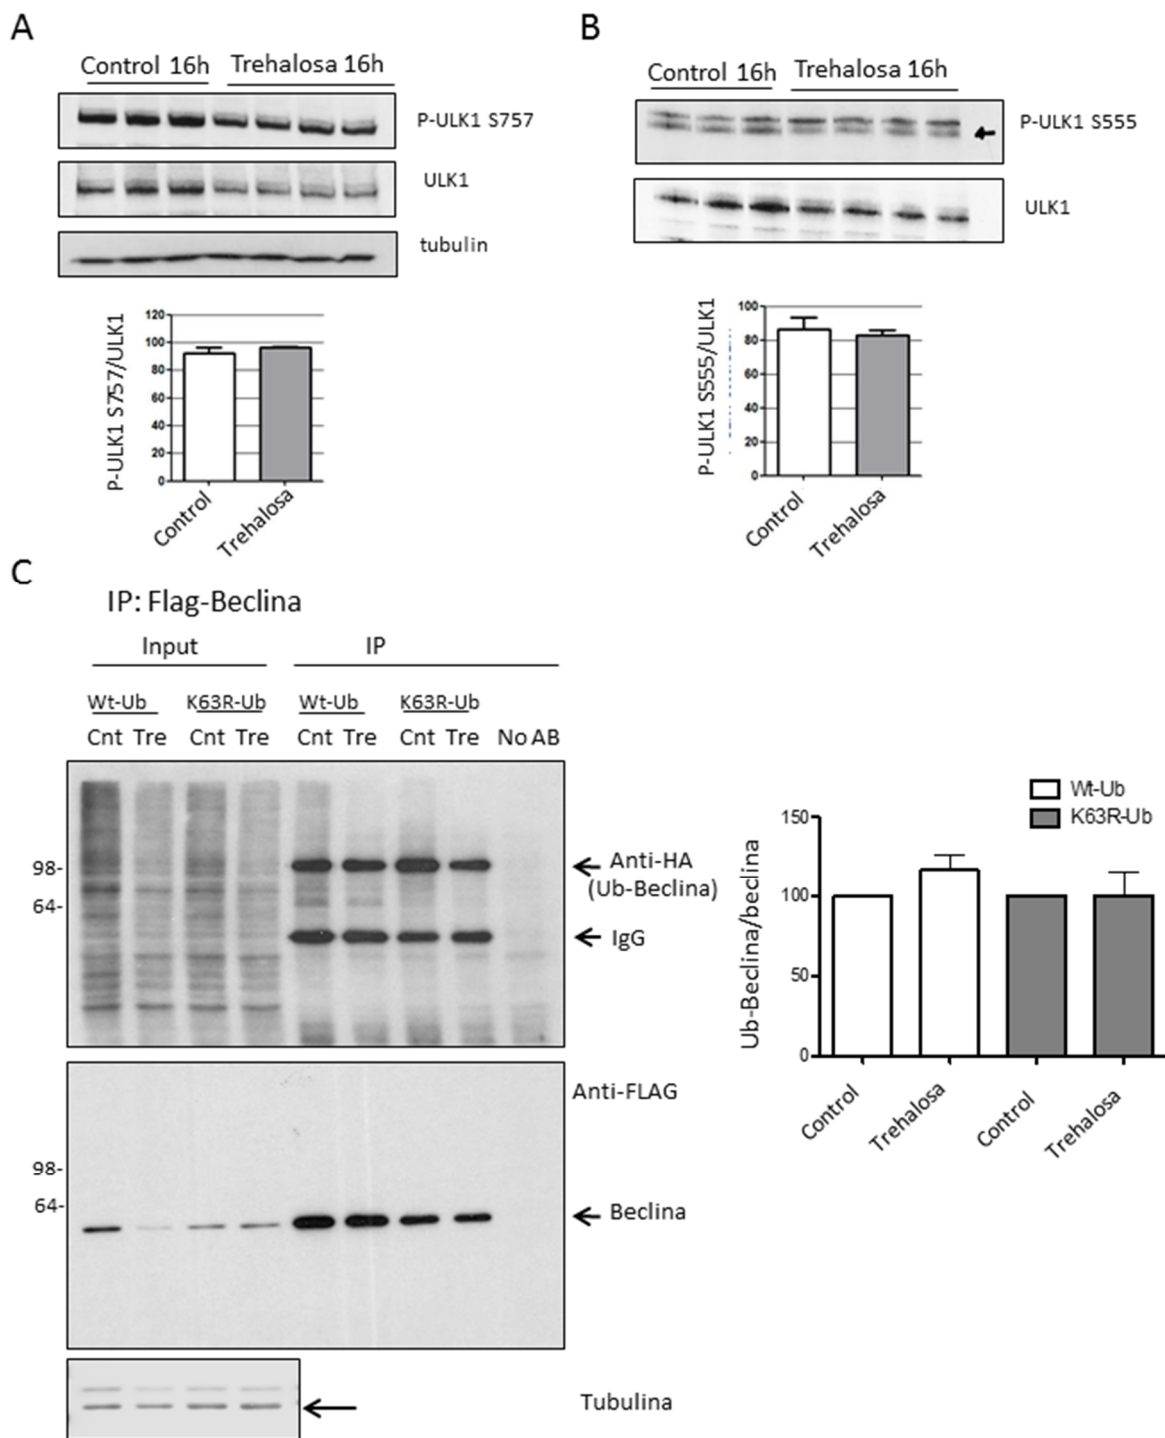 A
Control 16h Trehalosa 16h
P-ULK1 S757
ULK1
tubulin
P-ULK1 S757/ULK1
120
100
80
60
40
20
0
Control
Trehalosa
B
Control 16h Trehalosa 16h
P-ULK1 S555
ULK1
P-ULK1 S555/ULK1
100
80
60
40
20
0
Control
Trehalosa
C
IP: Flag-Beclina
Input IP
Wt-Ub K63R-Ub Wt-Ub K63R-Ub
Cnt Tre Cnt Tre Cnt Tre Cnt Tre No AB
98-
64-
Anti-HA
(Ub-Beclina)
IgG
Anti-FLAG
98-
64-
Beclina
Tubulina
Wt-Ub
K63R-Ub
Ub-Beclina/beclina
150
100
50
0
Control
Trehalosa
Control
Trehalosa